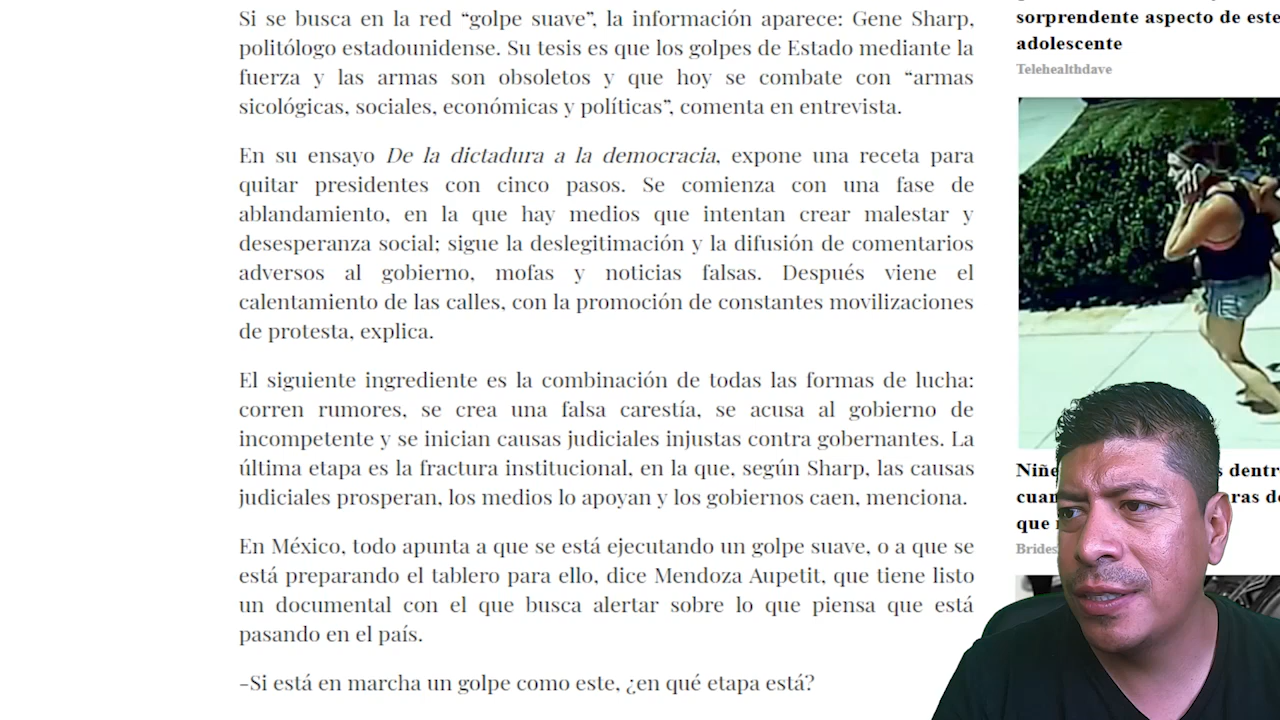 Si se busca en la red “golpe suave”, la información aparece: Gene Sharp,
politólogo estadounidense. Su tesis es que los golpes de Estado mediante la
fuerza y las armas son obsoletos y que hoy se combate con “armas
sicológicas, sociales, económicas y políticas”, comenta en entrevista.
En su ensayo De la dictadura a la democracia, expone una receta para
quitar presidentes con cinco pasos. Se comienza con una fase de
ablandamiento, en la que hay medios que intentan crear malestar y
desesperanza social; sigue la deslegitimación y la difusión de comentarios
adversos al gobierno, mofas y noticias falsas. Después viene el
calentamiento de las calles, con la promoción de constantes movilizaciones
de protesta, explica.
El siguiente ingrediente es la combinación de todas las formas de lucha:
corren rumores, se crea una falsa carestía, se acusa al gobierno de
incompetente y se inician causas judiciales injustas contra gobernantes. La
última etapa es la fractura institucional, en la que, según Sharp, las causas
judiciales prosperan, los medios lo apoyan y los gobiernos caen, menciona.
En México, todo apunta a que se está ejecutando un golpe suave, o a que se
está preparando el tablero para ello, dice Mendoza Aupetit, que tiene listo
un documental con el que busca alertar sobre lo que piensa que está
pasando en el país.
-Si está en marcha un golpe como este, ¿en qué etapa está?
sorprendente aspecto de este
adolescente
Telehealthdave
que